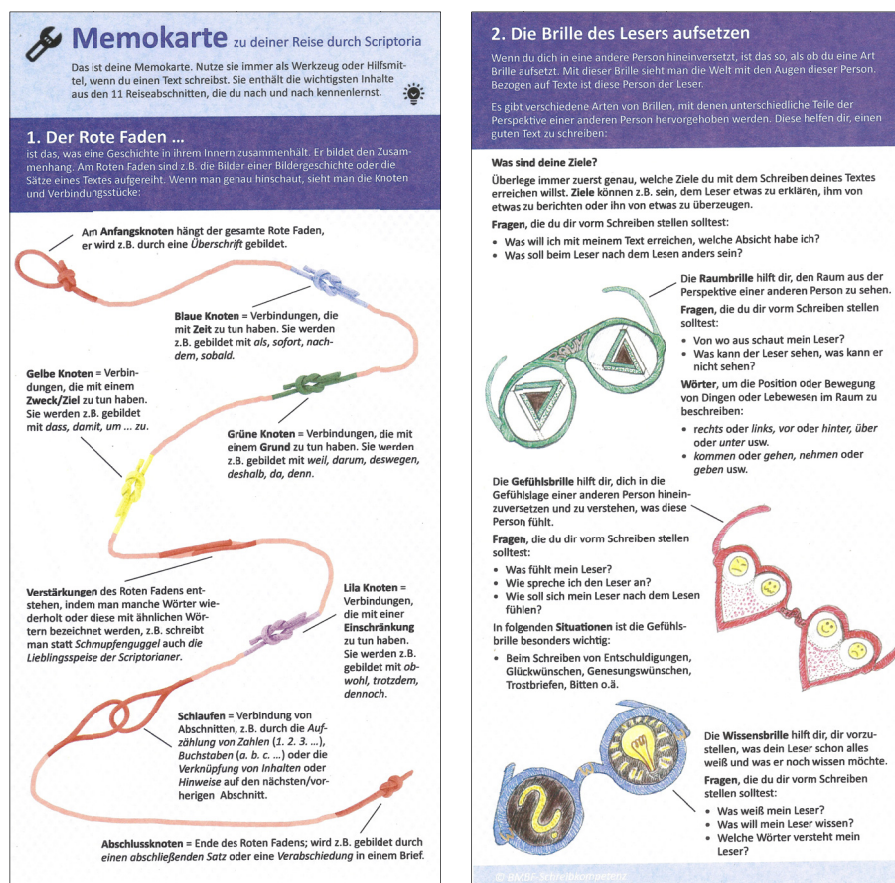 Memokarte zu deiner Reise durch Scriptoria
Das ist deine Memokarte. Nutze sie immer als Werkzeug oder Hilfsmit-
tel, wenn du einen Text schreibst. Sie enthält die wichtigsten Inhalte
aus den 11 Reiseabschnitten, die du nach und nach kennenlernst.
1. Der Rote Faden ...
ist das, was eine Geschichte in ihrem Innern zusammenhält. Er bildet den Zusam-
menhang. Am Roten Faden sind z.B. die Bilder einer Bildergeschichte oder die
Sätze eines Textes aufgereiht. Wenn man genau hinschaut, sieht man die Knoten
und Verbindungsstücke:
Am Anfangsknoten hängt der gesamte Rote Faden,
er wird z.B. durch eine Überschrift gebildet.
Blaue Knoten = Verbindungen, die
mit Zeit zu tun haben. Sie werden
z.B. gebildet mit als, sofort, nach-
dem, sobald.
Gelbe Knoten = Verbin-
dungen, die mit einem
Zweck/Ziel zu tun haben.
Sie werden z.B. gebildet
mit dass, damit, um ... zu.
Grüne Knoten = Verbindungen, die mit
einem Grund zu tun haben. Sie werden
z.B. gebildet mit weil, darum, deswegen,
deshalb, da, denn.
Verstärkungen des Roten Fadens ent-
stehen, indem man manche Wörter wie-
derholt oder diese mit ähnlichen Wör-
tern bezeichnet werden, z.B. schreibt
man statt Schmupfenguggel auch die
Lieblingsspeise der Scriptorianer.
Lila Knoten =
Verbindungen,
die mit einer
Einschränkung
zu tun haben.
Sie werden z.B.
gebildet mit ob-
wohl, trotzdem,
dennoch.
Schlaufen = Verbindung von
Abschnitten, z.B. durch die Auf-
zählung von Zahlen (1. 2. 3. ...),
Buchstaben (a. b. c. ...) oder die
Verknüpfung von Inhalten oder
Hinweise auf den nächsten/vor-
herigen Abschnitt.
Abschlussknoten = Ende des Roten Fadens; wird z.B. gebildet durch
einen abschließenden Satz oder eine Verabschiedung in einem Brief.
2. Die Brille des Lesers aufsetzen
Wenn du dich in eine andere Person hineinversetzt, ist das so, als ob du eine Art
Brille aufsetzt. Mit dieser Brille sieht man die Welt mit den Augen dieser Person.
Bezogen auf Texte ist diese Person der Leser.
Es gibt verschiedene Arten von Brillen, mit denen unterschiedliche Teile der
Perspektive einer anderen Person hervorgehoben werden. Diese helfen dir, einen
guten Text zu schreiben:
Was sind deine Ziele?
Überlege immer zuerst genau, welche Ziele du mit dem Schreiben deines Textes
erreichen willst. Ziele können z.B. sein, dem Leser etwas zu erklären, ihm von
etwas zu berichten oder ihn von etwas zu überzeugen.
Fragen, die du dir vorm Schreiben stellen solltest:
• Was will ich mit meinem Text erreichen, welche Absicht habe ich?
• Was soll beim Leser nach dem Lesen anders sein?
Die Raumbrille hilft dir, den Raum aus der
Perspektive einer anderen Person zu sehen.
Fragen, die du dir vorm Schreiben stellen
solltest:
• Von wo aus schaut mein Leser?
• Was kann der Leser sehen, was kann er
nicht sehen?
Wörter, um die Position oder Bewegung
von Dingen oder Lebewesen im Raum zu
beschreiben:
• rechts oder links, vor oder hinter, über
oder unter usw.
• kommen oder gehen, nehmen oder
geben usw.
RAUM
Die Gefühlsbrille hilft dir, dich in die
Gefühlslage einer anderen Person hinein-
zuversetzen und zu verstehen, was diese
Person fühlt.
Fragen, die du dir vorm Schreiben stellen
solltest:
• Was fühlt mein Leser?
• Wie spreche ich den Leser an?
• Wie soll sich mein Leser nach dem Lesen
fühlen?
In folgenden Situationen ist die Gefühls-
brille besonders wichtig:
• Beim Schreiben von Entschuldigungen,
Glückwünschen, Genesungswünschen,
Trostbriefen, Bitten o.ä.
?
Die Wissensbrille hilft dir, dir vorzu-
stellen, was dein Leser schon alles
weiß und was er noch wissen möchte.
Fragen, die du dir vorm Schreiben
stellen solltest:
• Was weiß mein Leser?
• Was will mein Leser wissen?
• Welche Wörter versteht mein
Leser?
© BMBF-Schreibkompetenz